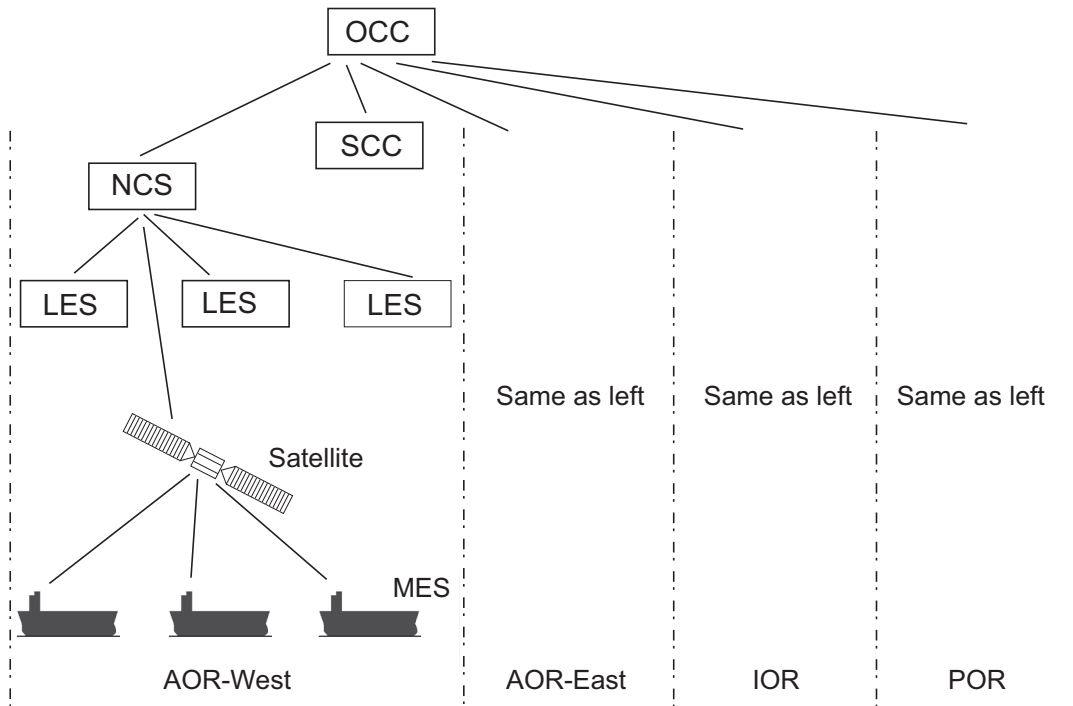 OCC
SCC
NCS
LES
LES
LES
Same as left
Same as left
Same as left
Satellite
MES
AOR-West
AOR-East
IOR
POR